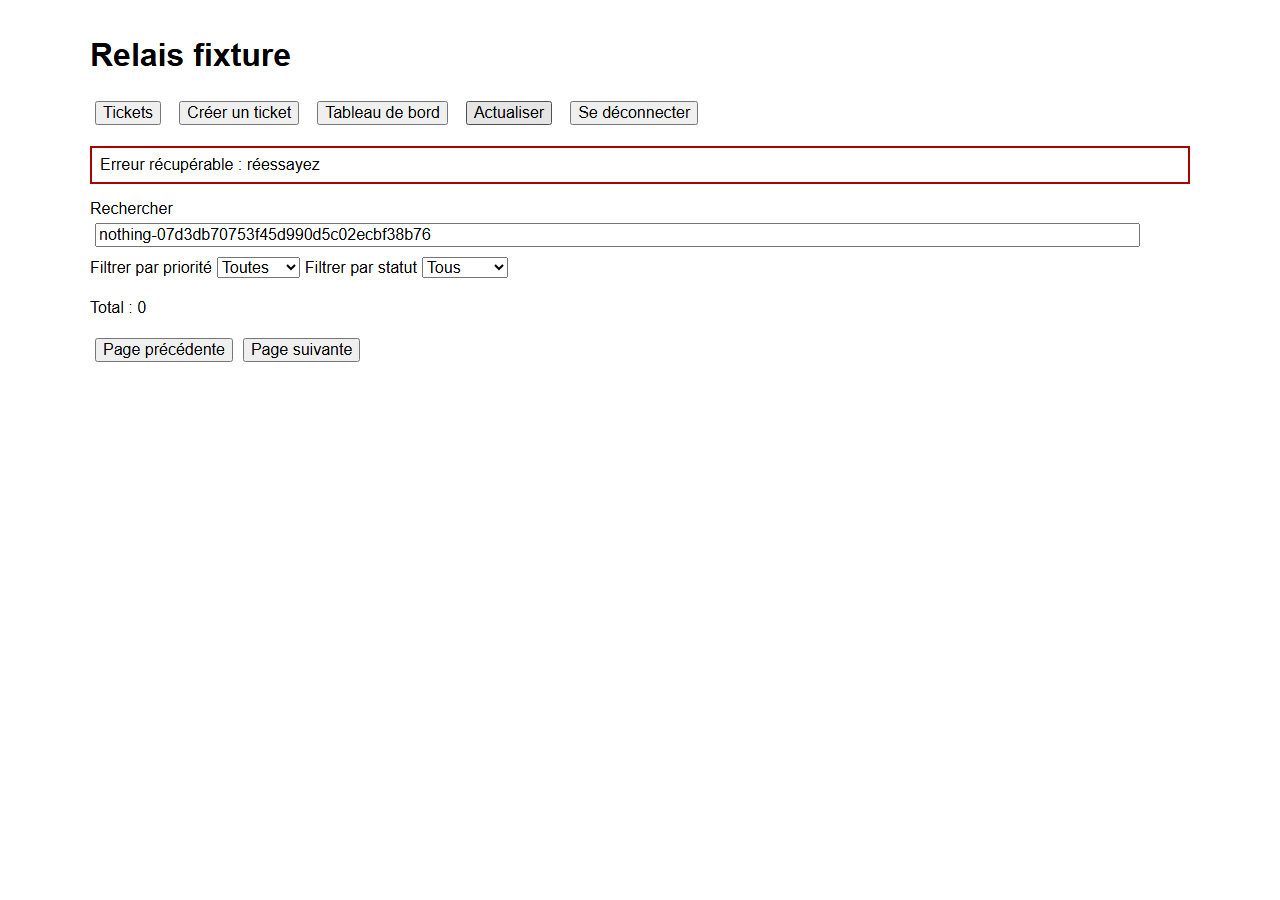 Relais fixture
Tickets Créer un ticket Tableau de bord Actualiser Se déconnecter
Erreur récupérable : réessayez
Rechercher
nothing-07d3db70753f45d990d5c02ecbf38b76
Filtrer par priorité Toutes Filtrer par statut Tous
Total : 0
Page précédente Page suivante